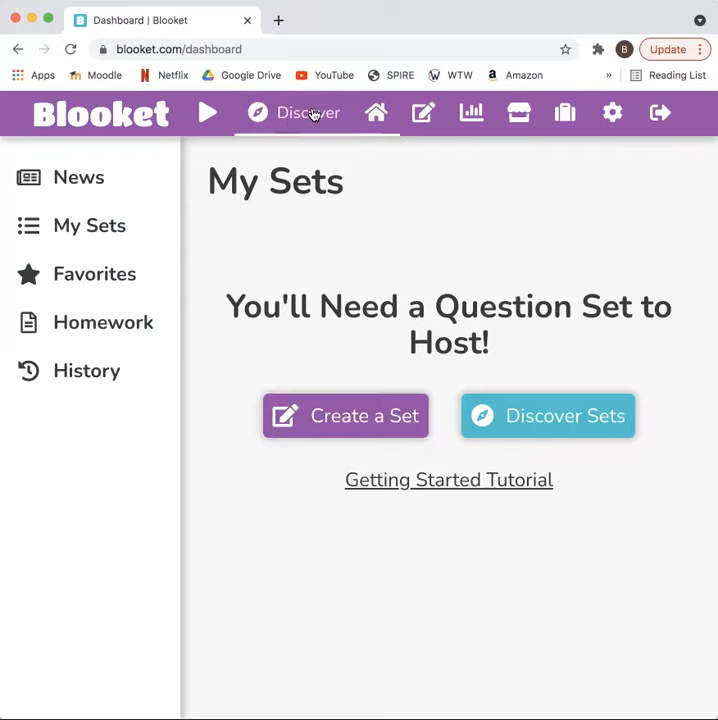 Dashboard | Blooket
blooket.com/dashboard
B
Update
Apps
Moodle
Netflix
Google Drive
YouTube
SPIRE
WTW
Amazon
»
Reading List
Blooket
Discover
News
My Sets
Favorites
Homework
History
My Sets
You'll Need a Question Set to
Host!
Create a Set
Discover Sets
Getting Started Tutorial